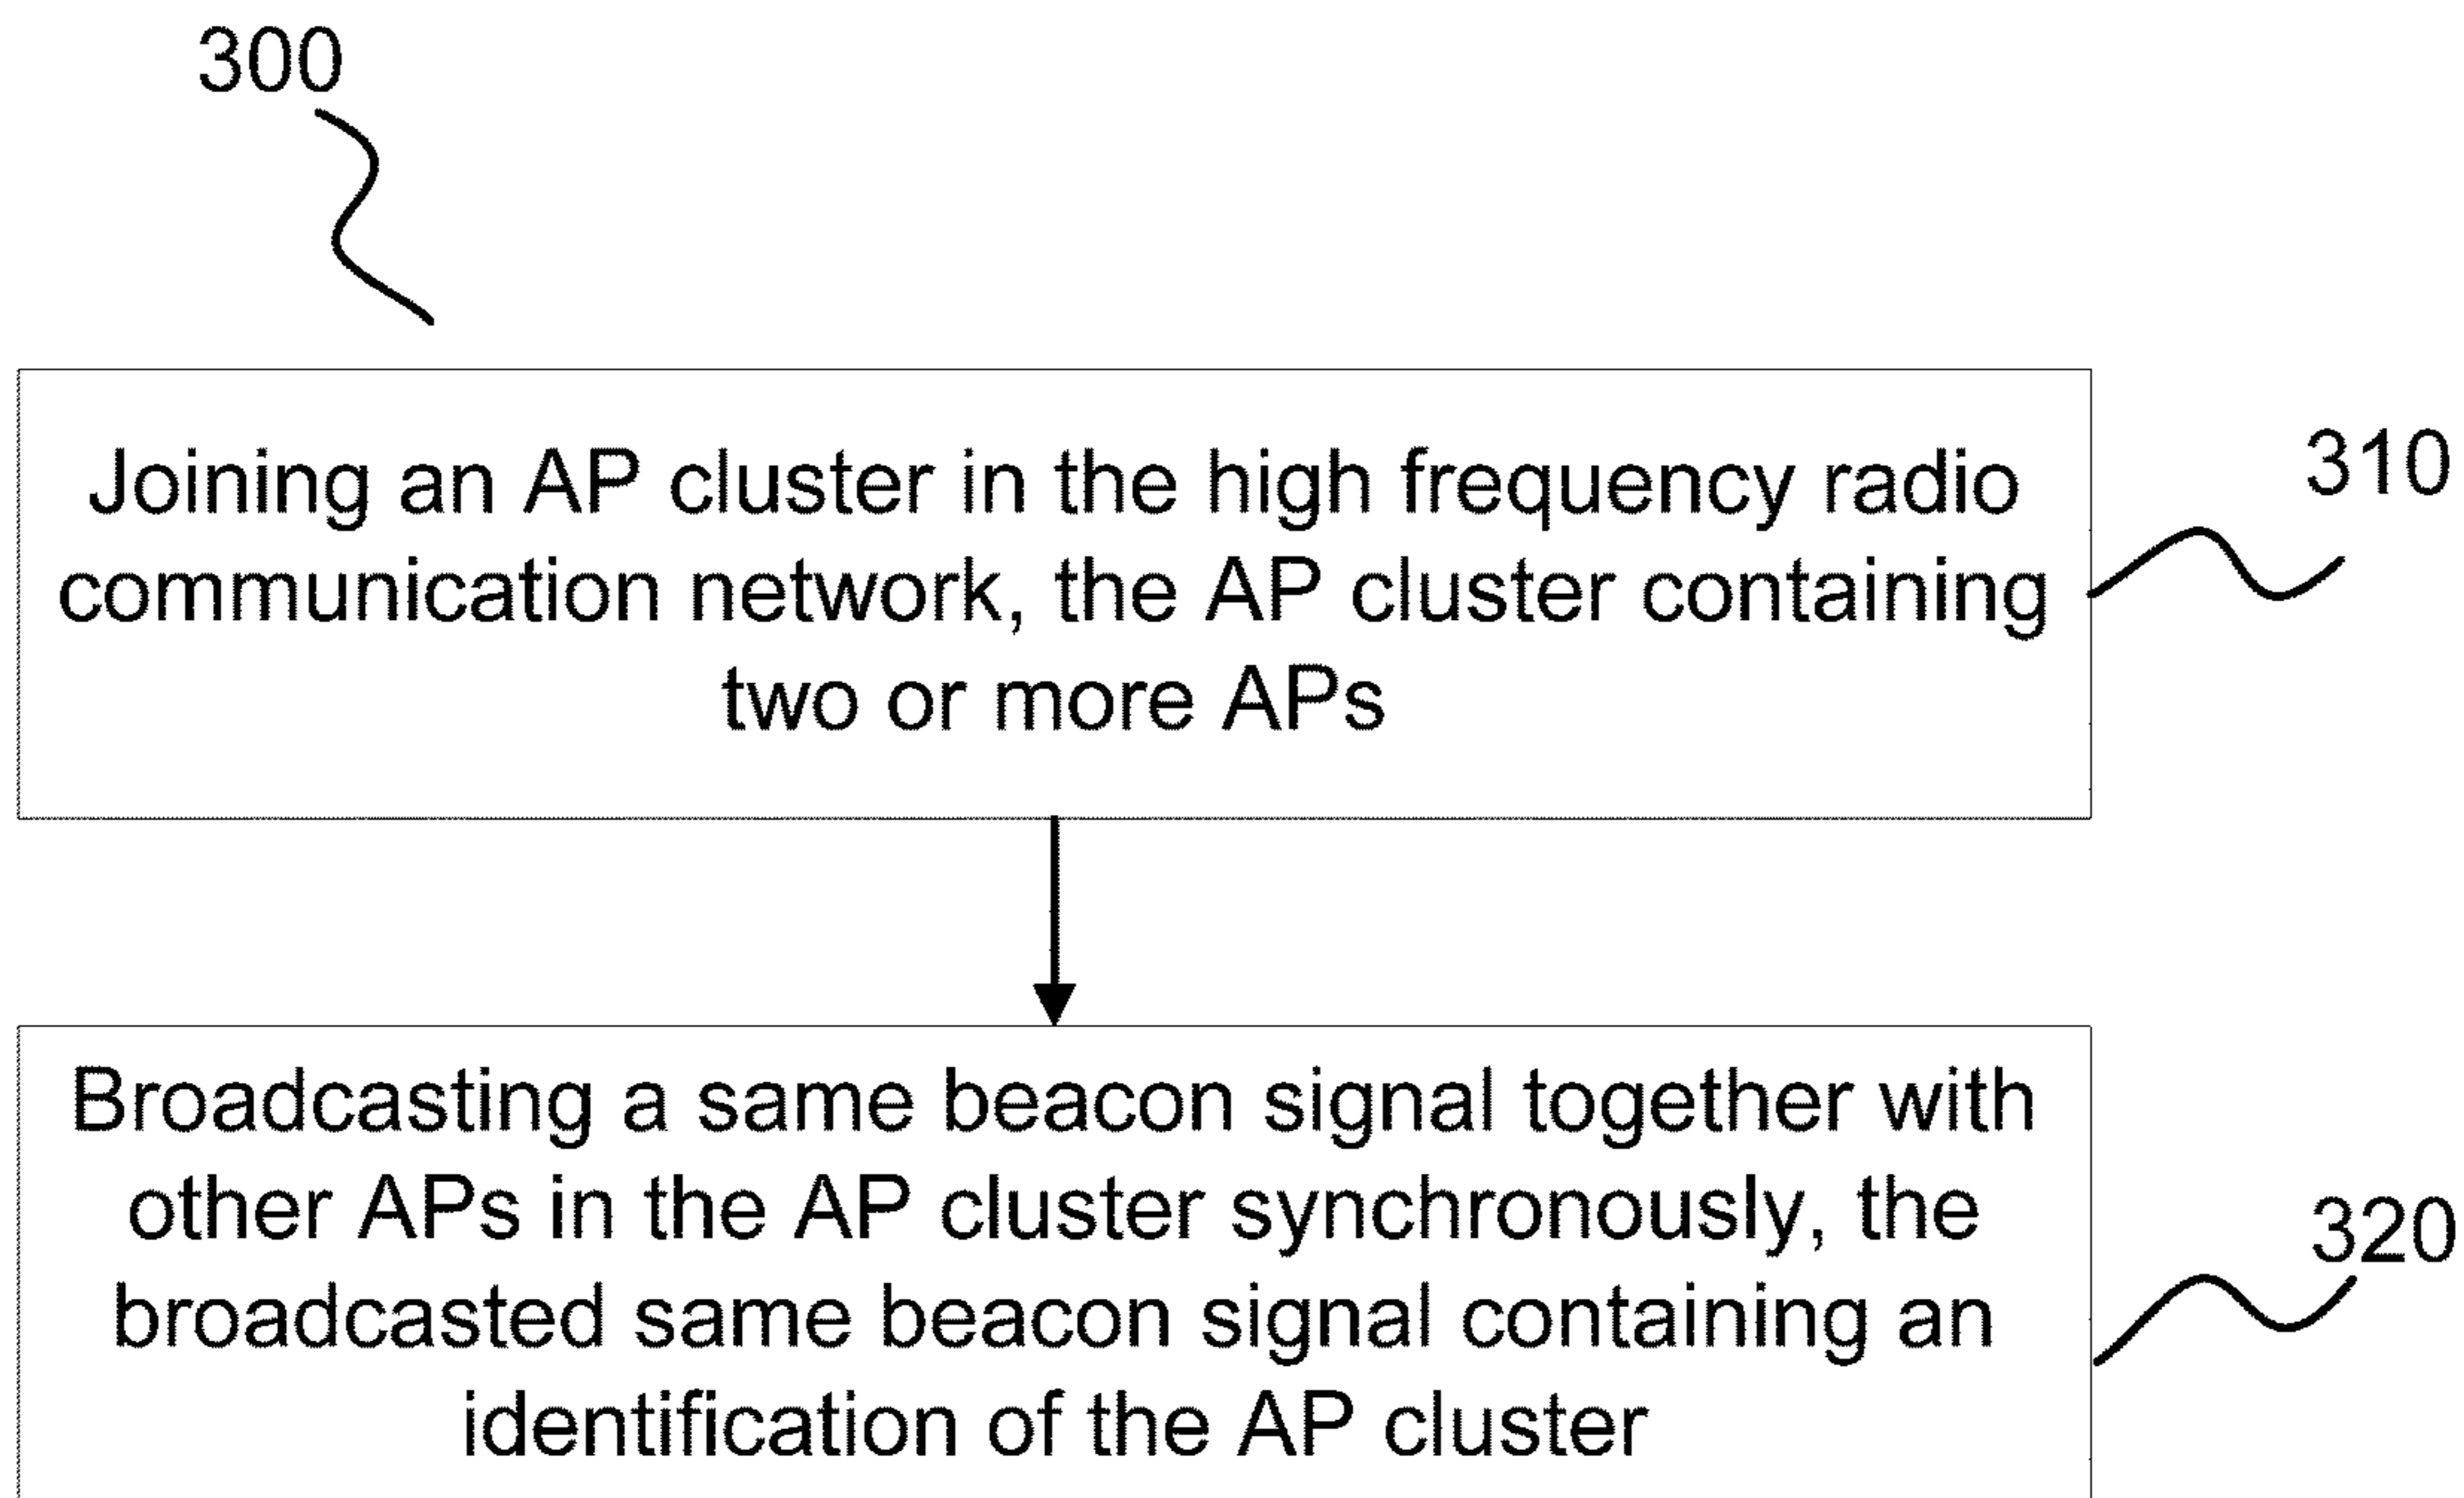 300
Joining an AP cluster in the high frequency radio
communication network, the AP cluster containing
two or more APs
310
Broadcasting a same beacon signal together with
other APs in the AP cluster synchronously, the
broadcasted same beacon signal containing an
identification of the AP cluster
320